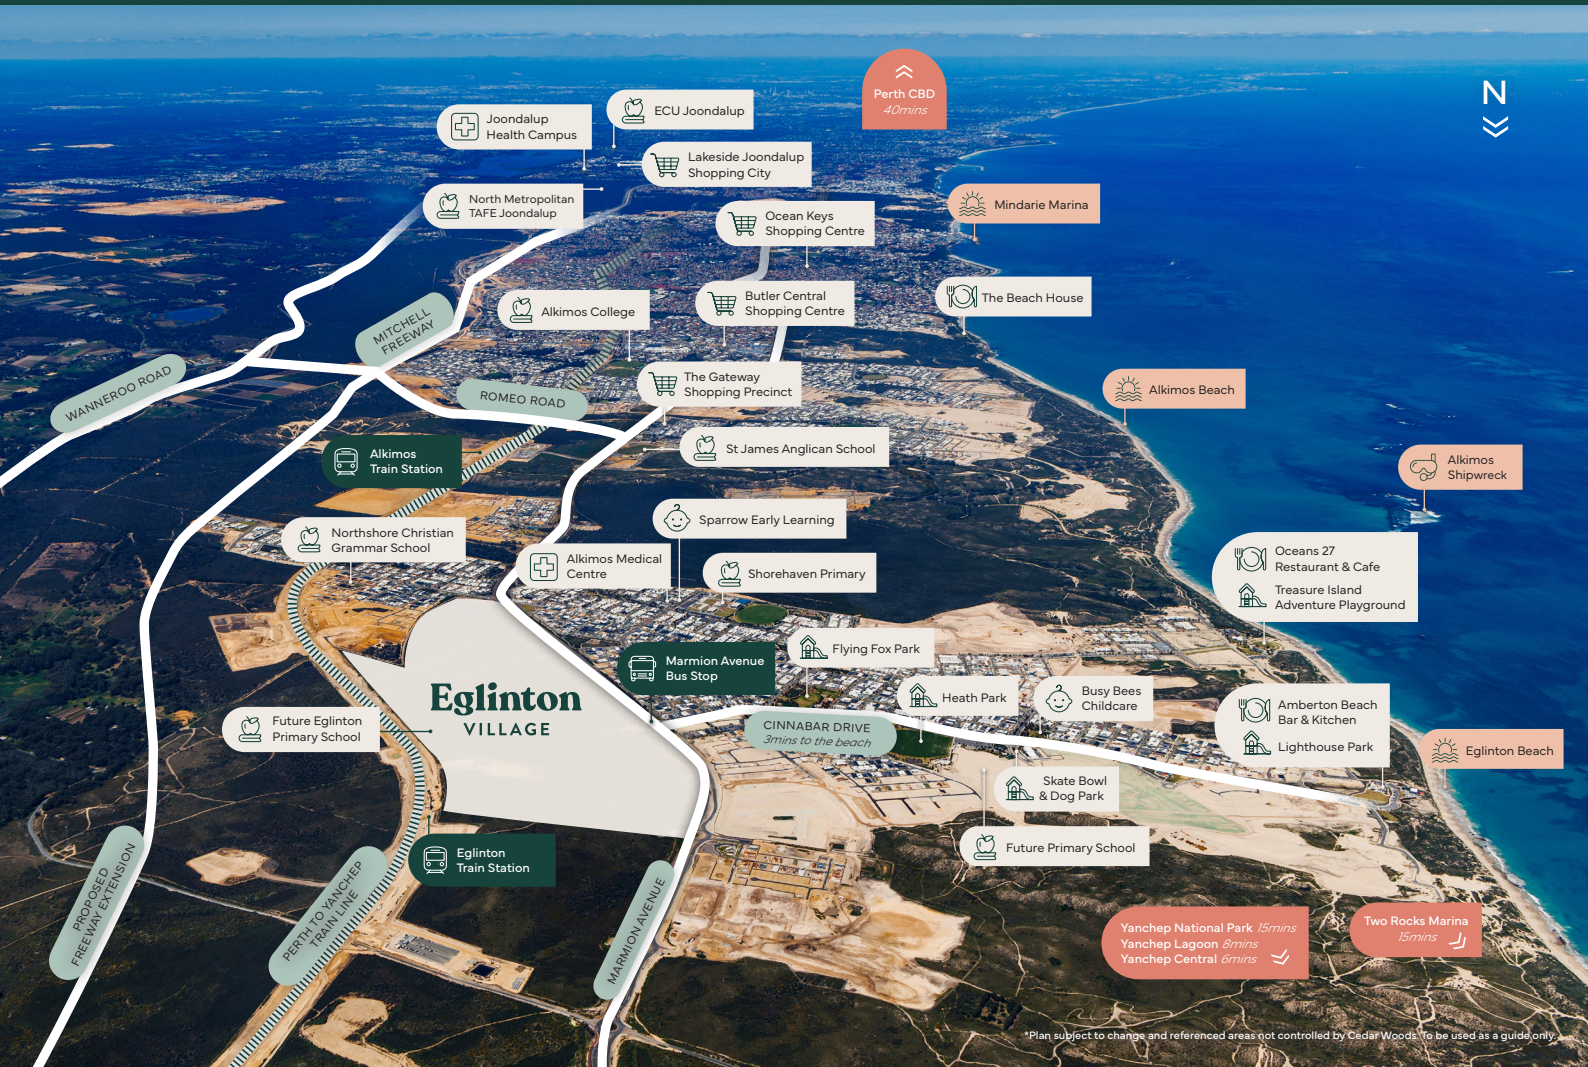 Perth CBD
40mins
N
Joondalup
Health Campus
ECU Joondalup
Lakeside Joondalup
Shopping City
North Metropolitan
TAFE Joondalup
Ocean Keys
Shopping Centre
Mindarie Marina
Alkimos College
Butler Central
Shopping Centre
The Beach House
MITCHELL
FREEWAY
WANNEROO ROAD
ROMEO ROAD
The Gateway
Shopping Precinct
Alkimos Beach
Alkimos
Train Station
St James Anglican School
Alkimos
Shipwreck
Northshore Christian
Grammar School
Sparrow Early Learning
Alkimos Medical
Centre
Shorehaven Primary
Oceans 27
Restaurant & Cafe
Treasure Island
Adventure Playground
Marmion Avenue
Bus Stop
Flying Fox Park
Eglinton
VILLAGE
Heath Park
Busy Bees
Childcare
Future Eglinton
Primary School
CINNABAR DRIVE
3mins to the beach
Amberton Beach
Bar & Kitchen
Lighthouse Park
Eglinton Beach
Skate Bowl
& Dog Park
Future Primary School
Eglinton
Train Station
PROPOSED
FREEWAY EXTENSION
PERTH TO YANCHEP
TRAIN LINE
MARMION AVENUE
Yanchep National Park 15mins
Yanchep Lagoon 8mins
Yanchep Central 6mins
Two Rocks Marina
15mins
*Plan subject to change and referenced areas not controlled by Cedar Woods. To be used as a guide only.